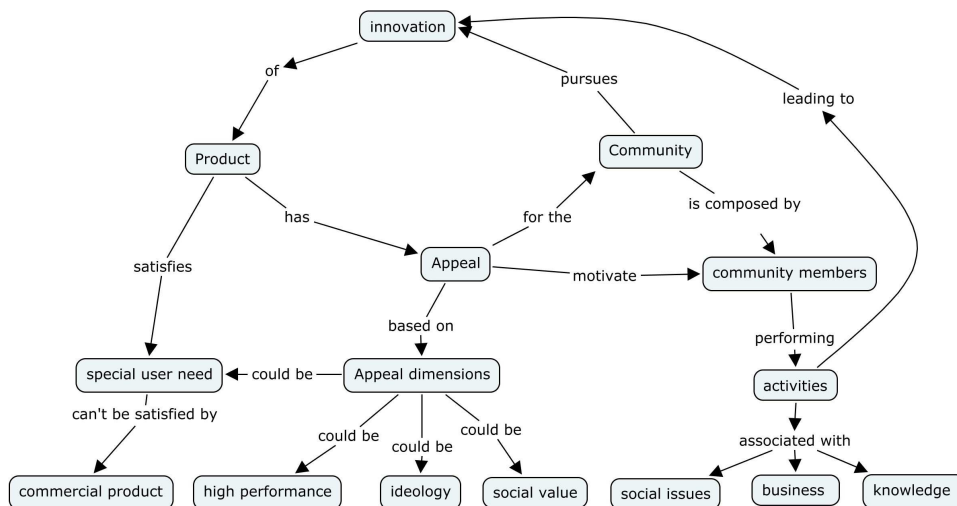 innovation
of
pursues
leading to
Product
Community
has
for the
is composed by
satisfies
Appeal
motivate
community members
based on
performing
special user need
could be
Appeal dimensions
activities
can't be satisfied by
could be
could be
could be
associated with
commercial product
high performance
ideology
social value
social issues
business
knowledge